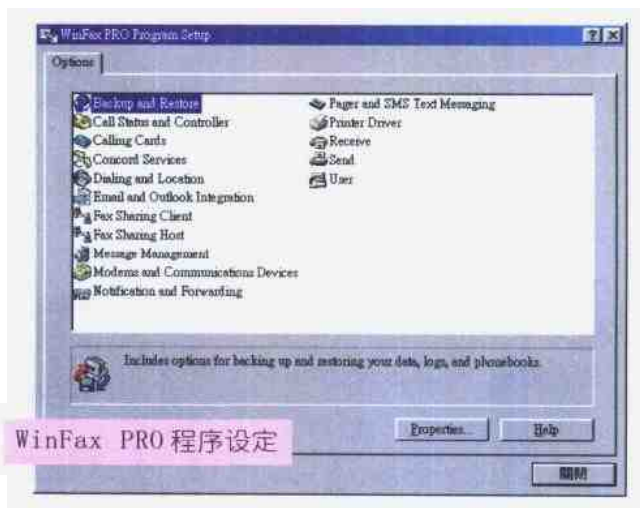 WinFax PRO Program Setup
Options
Backup and Restore
Call Status and Controller
Calling Cards
Concord Services
Dialing and Location
Email and Outlook Integration
Fax Sharing Client
Fax Sharing Host
Message Management
Modems and Communications Devices
Notification and Forwarding
Pager and SMS Text Messaging
Printer Driver
Receive
Send
User
Includes options for backing up and restoring your data, logs, and phonebooks.
Properties...
Help
WinFax PRO 程序设定
關閉